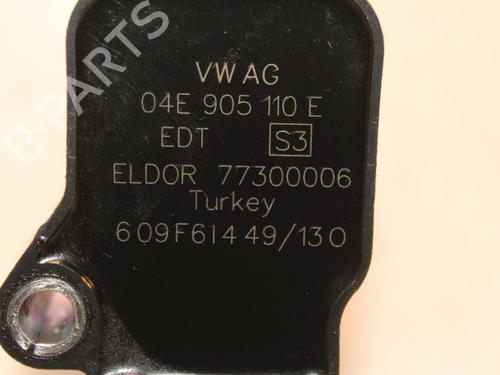 B-PARTS
VW AG
04E 905 110 E
EDT S3
ELDOR 77300006
Turkey
609F61449/130